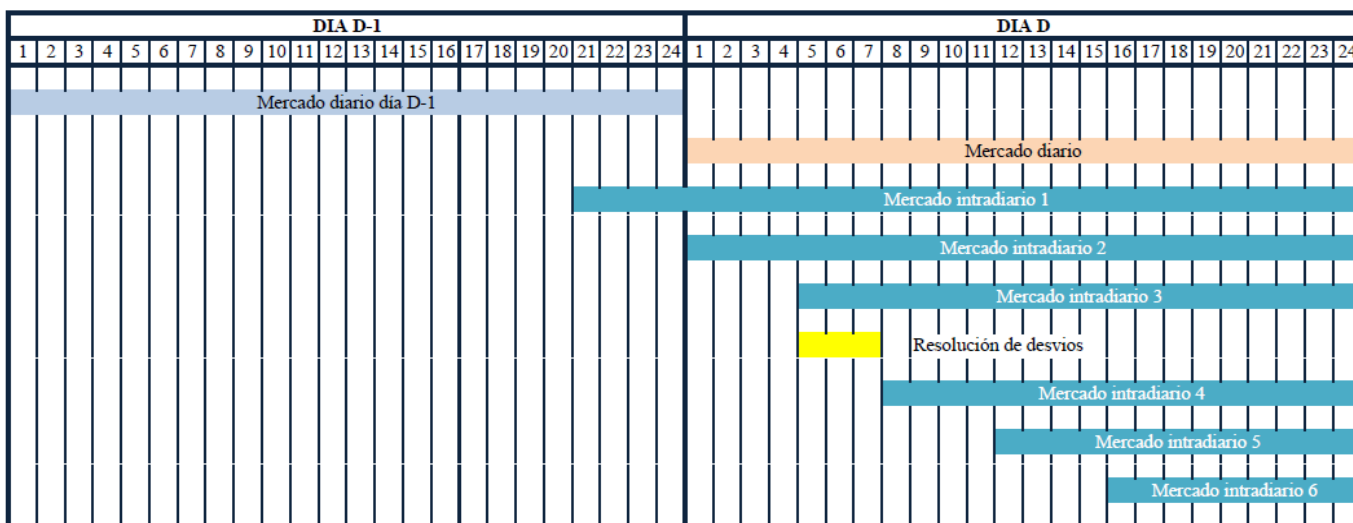 DIA D-1 DIA D
1 2 3 4 5 6 7 8 9 10 11 12 13 14 15 16 17 18 19 20 21 22 23 24 1 2 3 4 5 6 7 8 9 10 11 12 13 14 15 16 17 18 19 20 21 22 23 24
Mercado diario día D-1
Mercado diario
Mercado intradiario 1
Mercado intradiario 2
Mercado intradiario 3
Resolución de desvios
Mercado intradiario 4
Mercado intradiario 5
Mercado intradiario 6